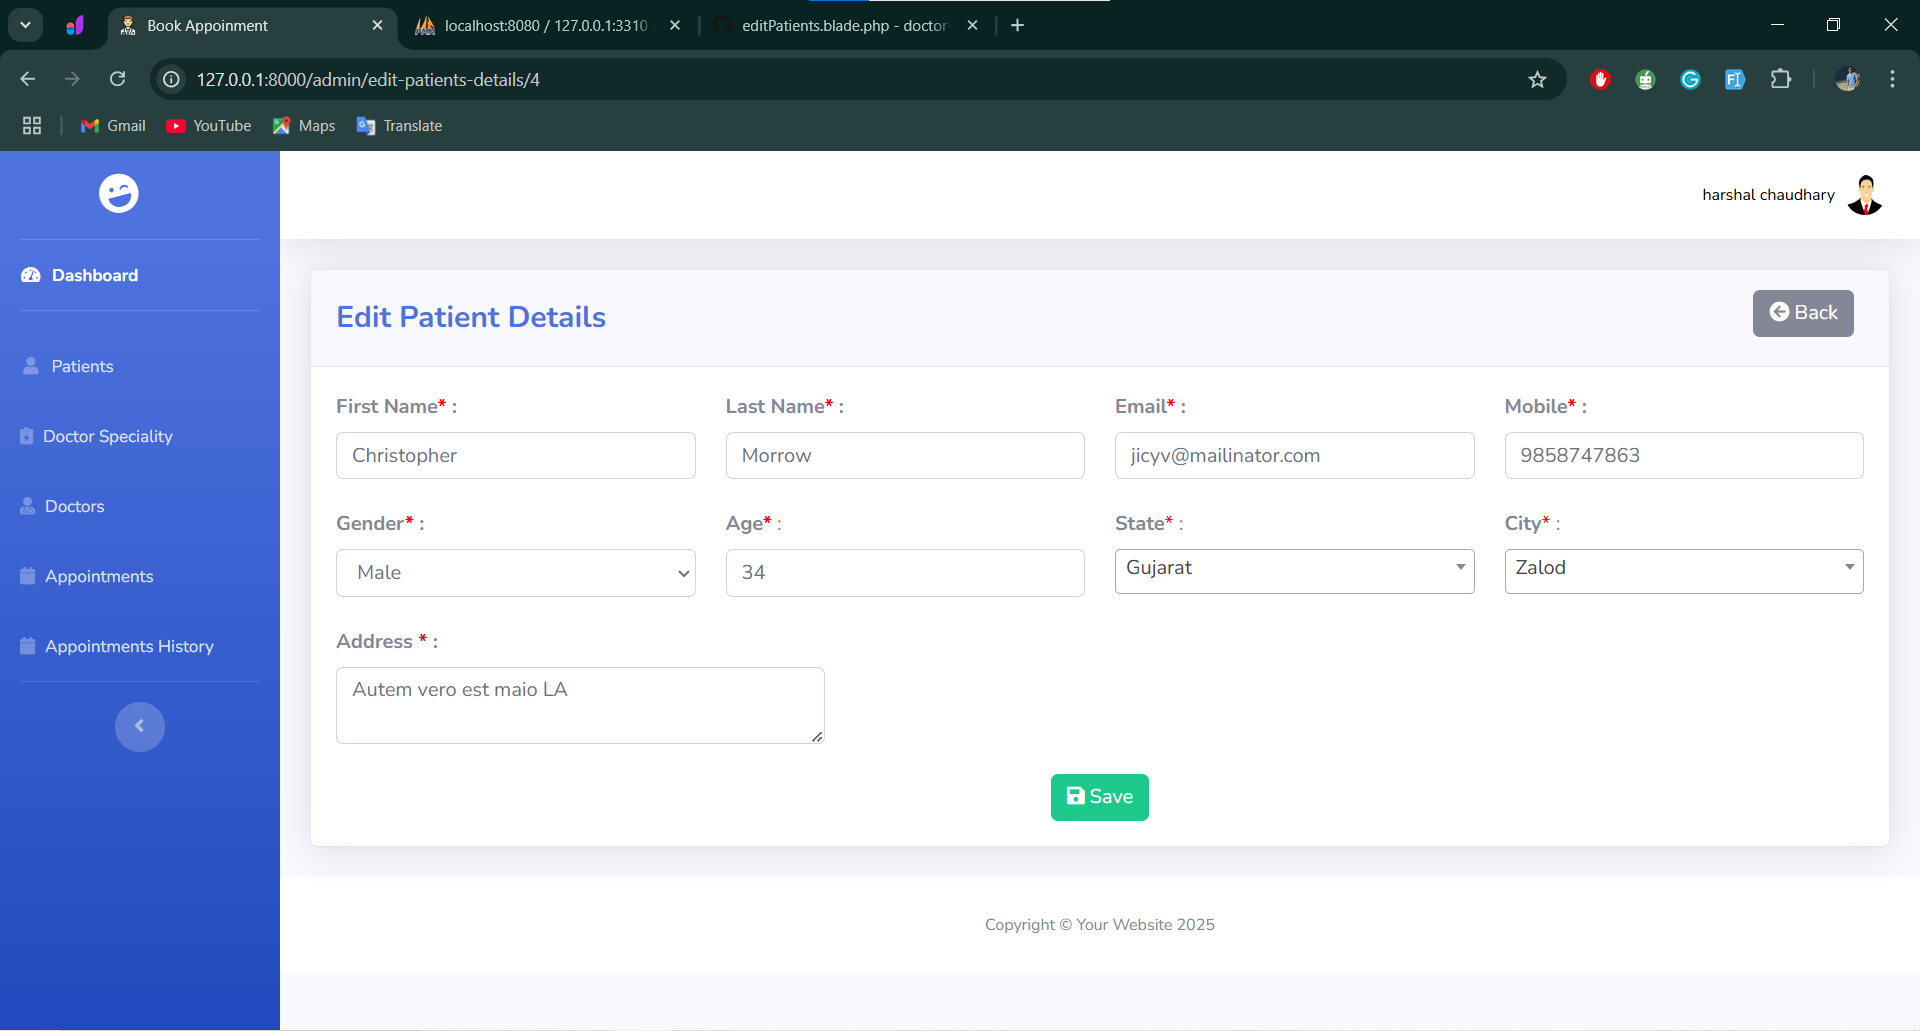 Book Appoinment
localhost:8080 / 127.0.0.1:3310
editPatients.blade.php - doctor-
127.0.0.1:8000/admin/edit-patients-details/4
Gmail
YouTube
Maps
Translate
harshal chaudhary
Dashboard
Patients
Doctor Speciality
Doctors
Appointments
Appointments History
Edit Patient Details
Back
First Name* :
Last Name* :
Email* :
Mobile* :
Christopher
Morrow
jicyv@mailinator.com
9858747863
Gender* :
Age* :
State* :
City* :
Male
34
Gujarat
Zalod
Address * :
Autem vero est maio LA
Save
Copyright © Your Website 2025